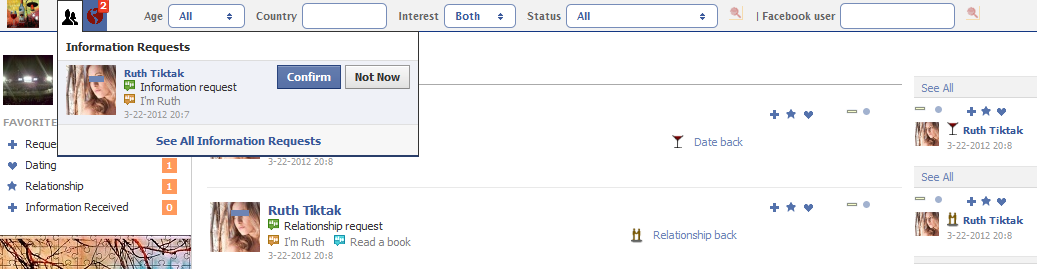 2
Age All Country Interest Both Status All | Facebook user
Information Requests
Ruth Tiktak
Information request
I'm Ruth
3-22-2012 20:7
Confirm Not Now
See All Information Requests
FAVORITE
Reque
Dating 1
Relationship 1
Information Received 0
Date back
3-22-2012 20:8
Ruth Tiktak
Relationship request
I'm Ruth Read a book
3-22-2012 20:8
Relationship back
See All
Ruth Tiktak
3-22-2012 20:8
See All
Ruth Tiktak
3-22-2012 20:8